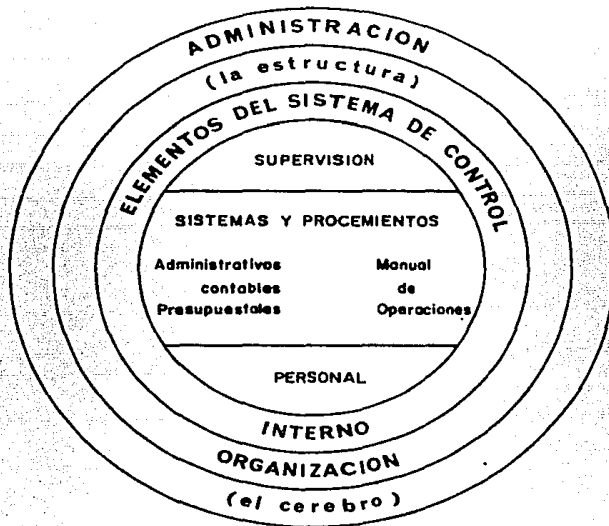 ADMINISTRACION
(la estructura)
ELEMENTOS DEL SISTEMA DE CONTROL
SUPERVISION
SISTEMAS Y PROCEMIENTOS
Administrativos Manual
contables de
Presupuestales Operaciones
PERSONAL
INTERNO
ORGANIZACION
(el cerebro)